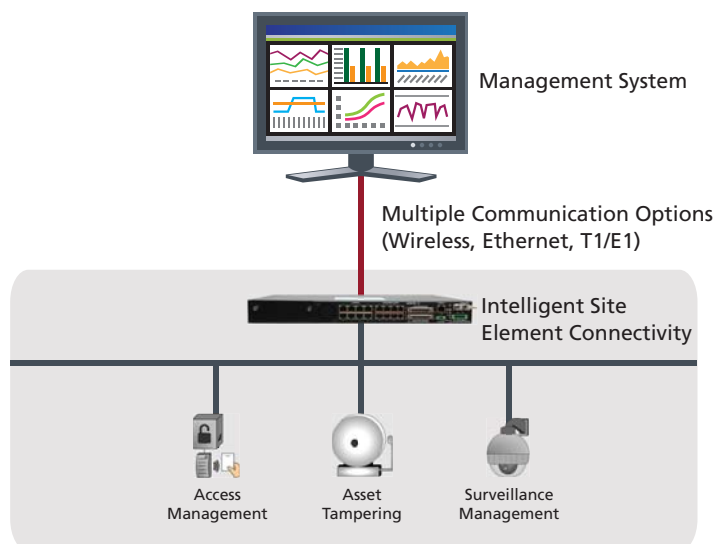 Management System
Multiple Communication Options
(Wireless, Ethernet, T1/E1)
Intelligent Site
Element Connectivity
Access
Management
Asset
Tampering
Surveillance
Management